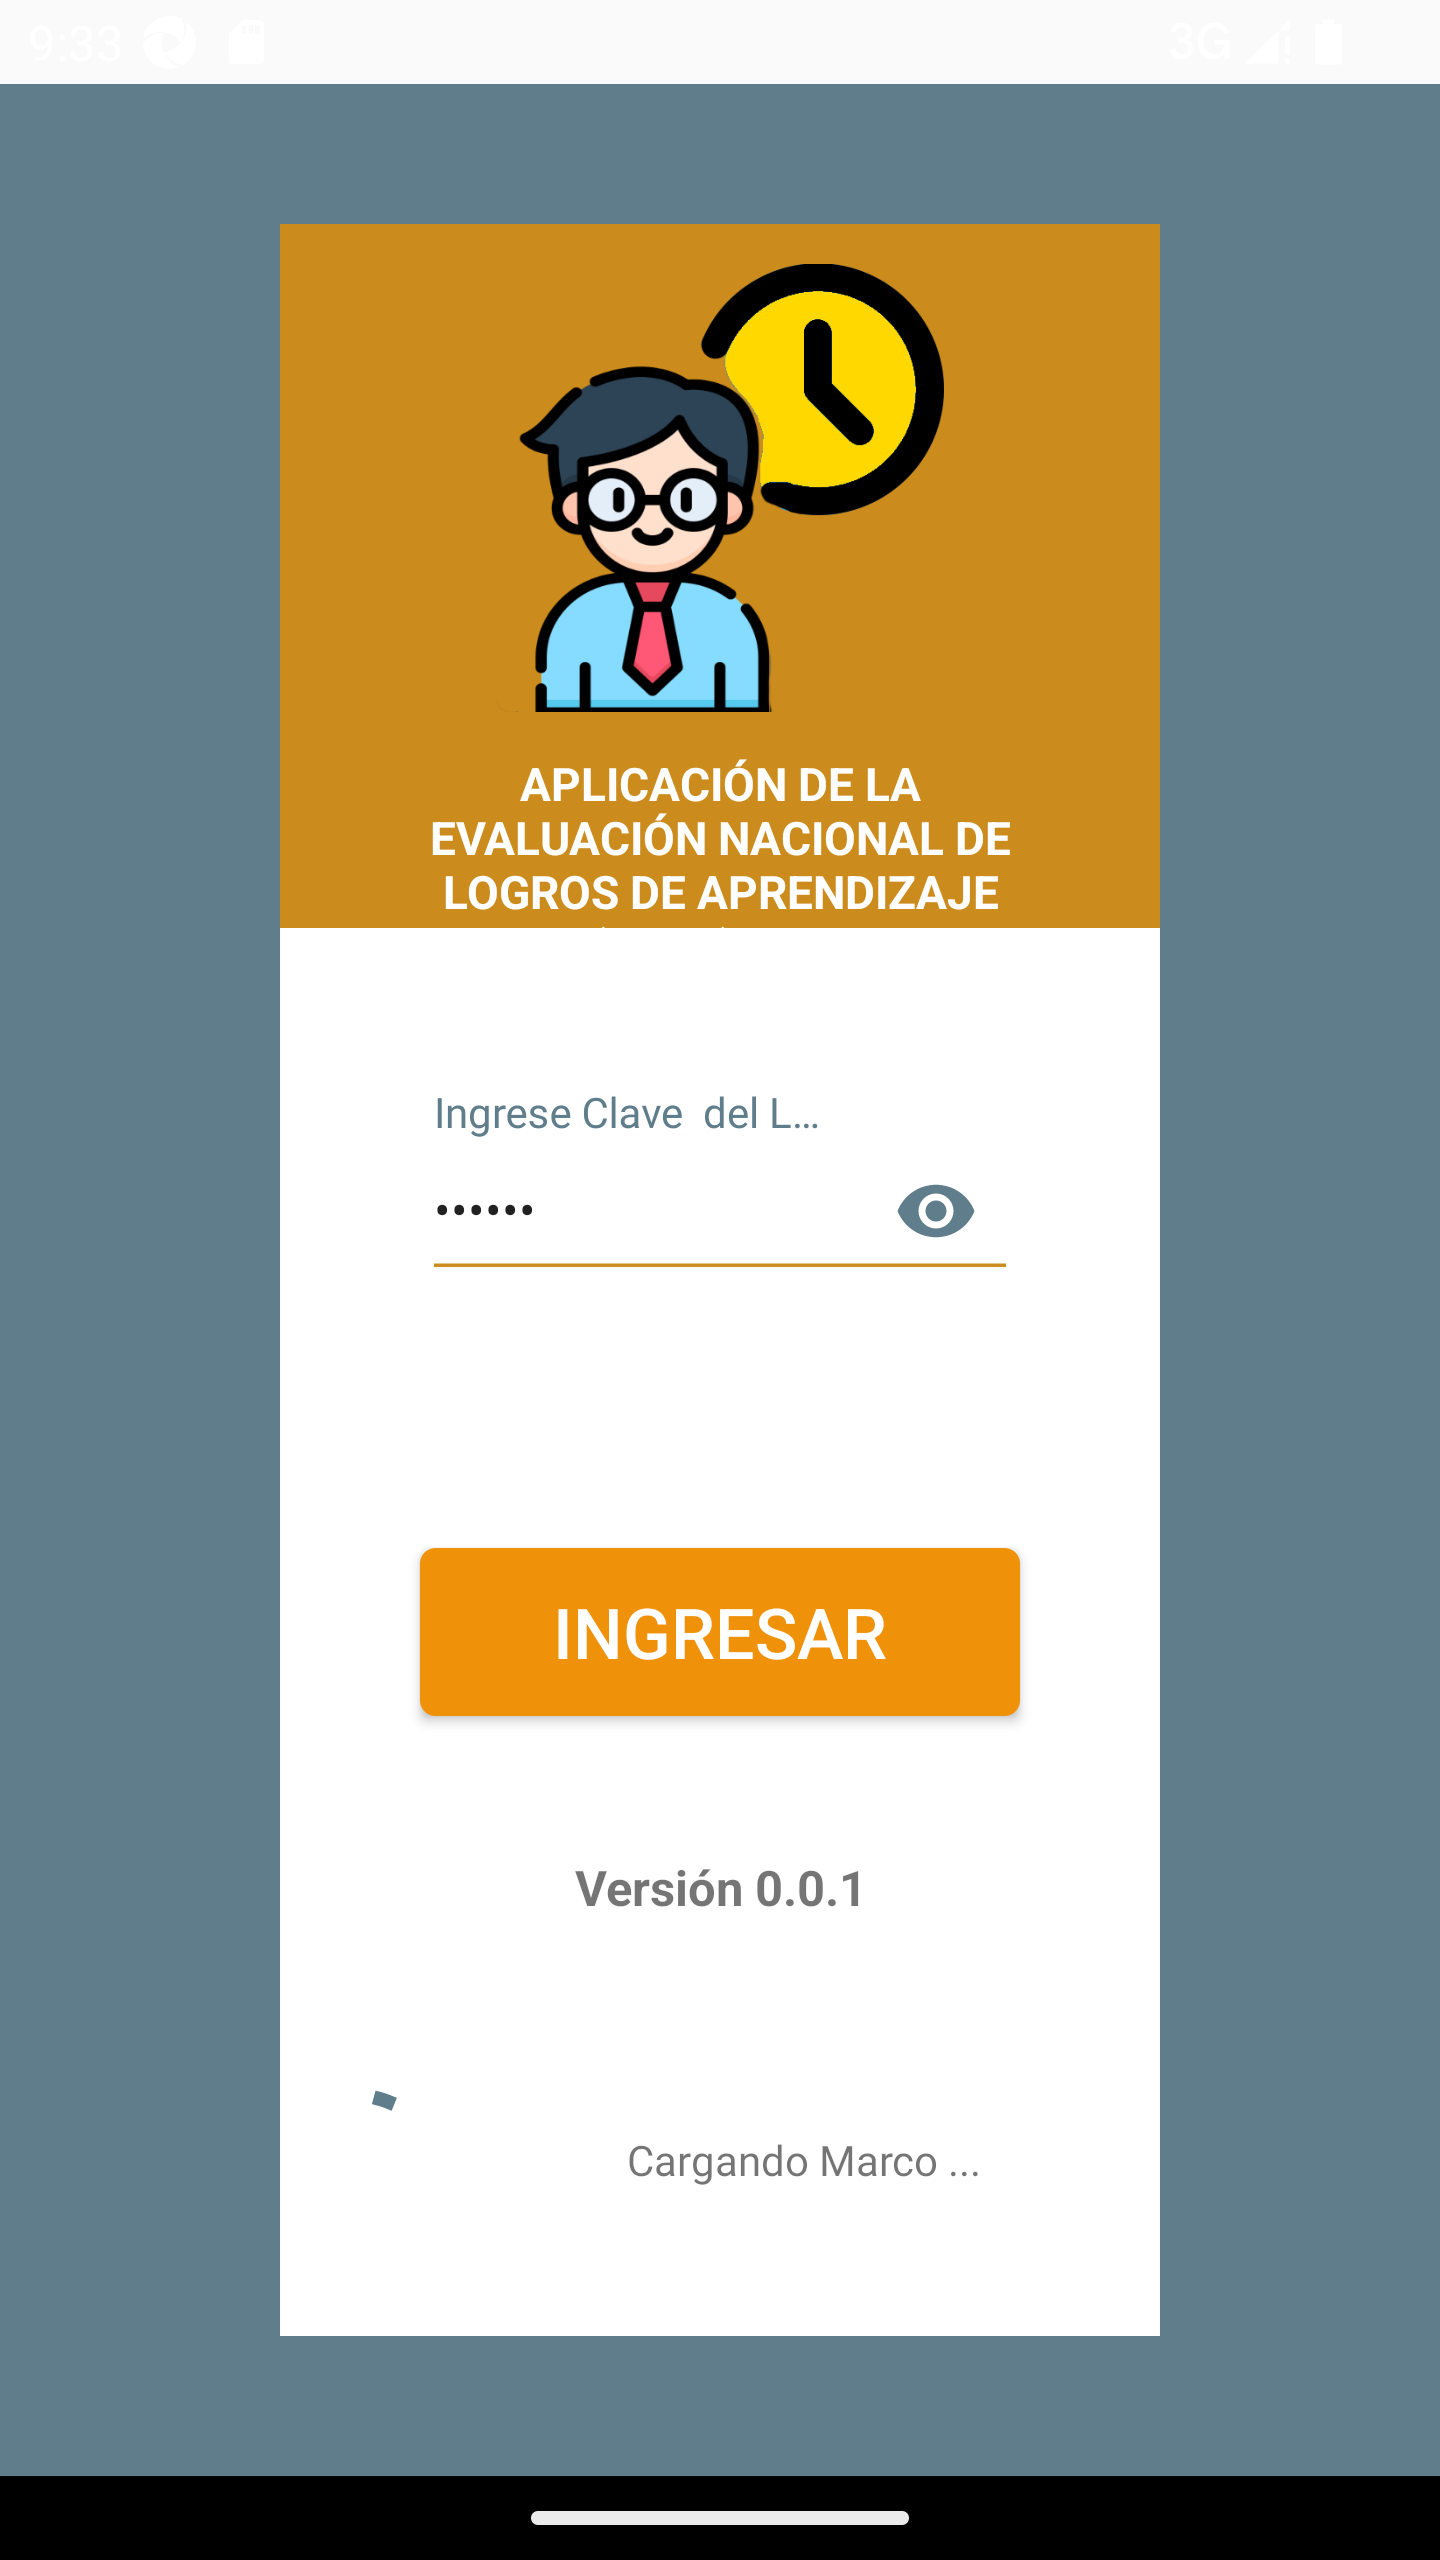 9:33
3G
APLICACIÓN DE LA
EVALUACIÓN NACIONAL DE
LOGROS DE APRENDIZAJE
Ingrese Clave  del L...
••••••
INGRESAR
Versión 0.0.1
Cargando Marco ...